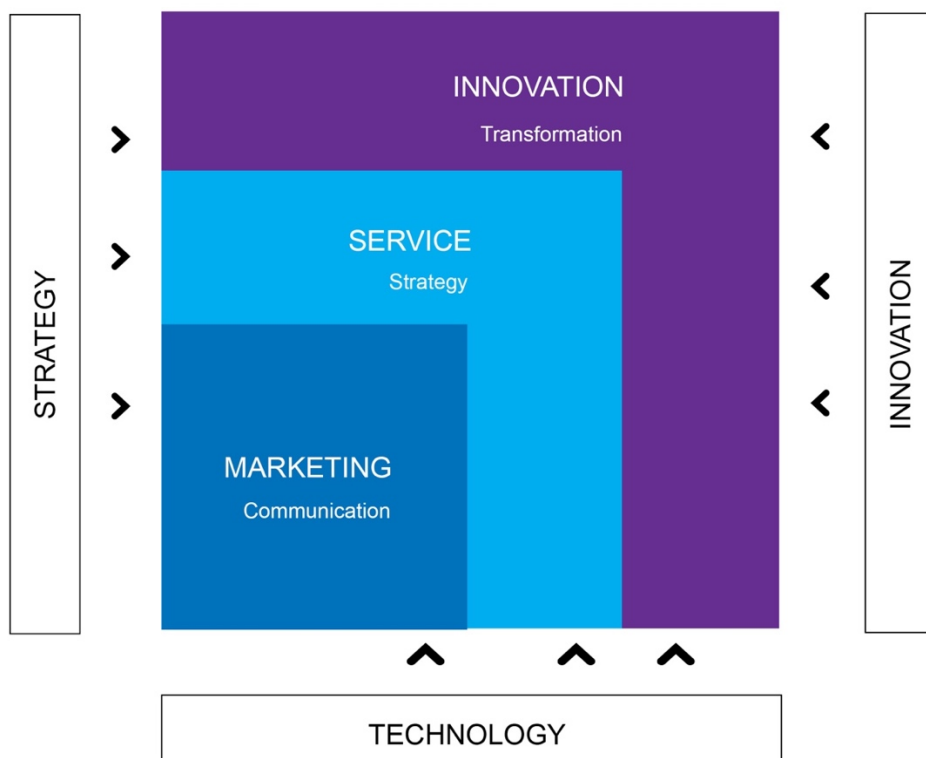 INNOVATION
Transformation
SERVICE
Strategy
MARKETING
Communication
STRATEGY
INNOVATION
TECHNOLOGY